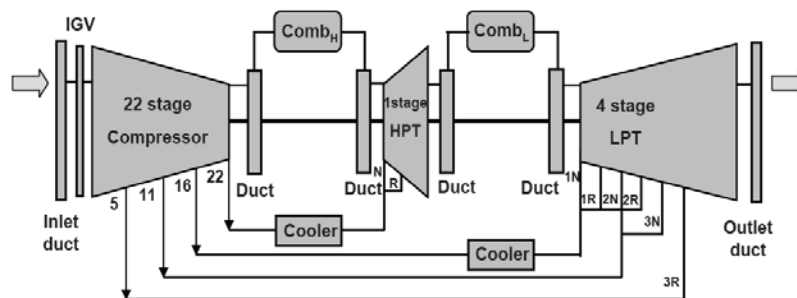 IGV
Comb_H
Comb_L
22 stage
Compressor
1stage
HPT
4 stage
LPT
5
11
16
22
Duct
Duct
N
R
Duct
Duct
1N
1R
2N
2R
3N
3R
Inlet
duct
Cooler
Cooler
Outlet
duct